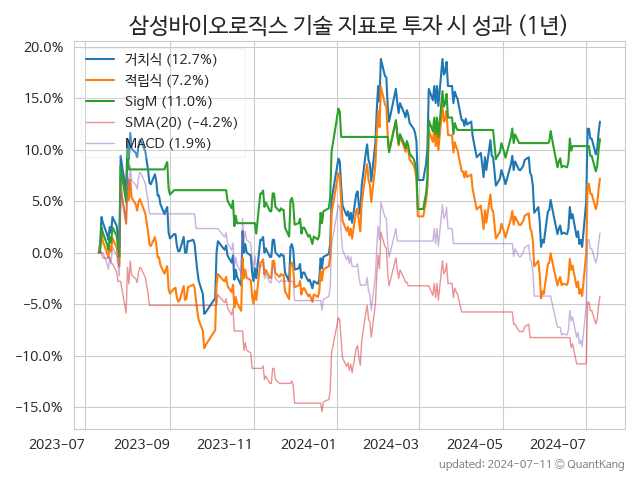 삼성바이오로직스 기술 지표로 투자 시 성과 (1년)
20.0%
15.0%
10.0%
5.0%
0.0%
−5.0%
−10.0%
−15.0%
거치식 (12.7%)
적립식 (7.2%)
SigM (11.0%)
SMA(20) (−4.2%)
MACD (1.9%)
2023-07
2023-09
2023-11
2024-01
2024-03
2024-05
2024-07
updated: 2024-07-11 ⓒ QuantKang